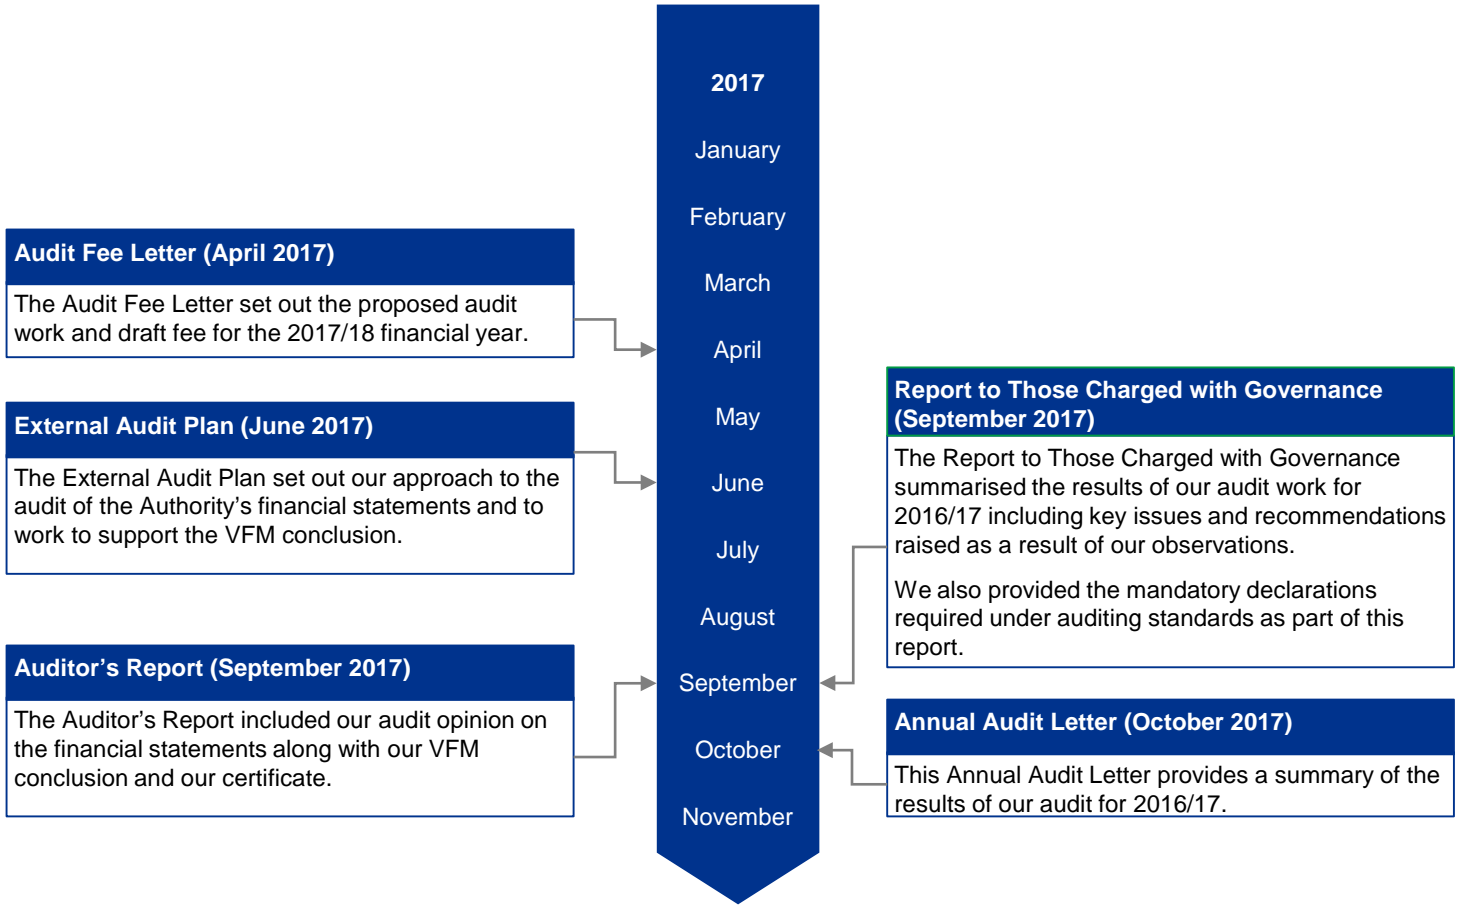 2017
January
February
March
April
May
June
July
August
September
October
November
Audit Fee Letter (April 2017)
The Audit Fee Letter set out the proposed audit
work and draft fee for the 2017/18 financial year.
External Audit Plan (June 2017)
The External Audit Plan set out our approach to the
audit of the Authority’s financial statements and to
work to support the VFM conclusion.
Auditor’s Report (September 2017)
The Auditor’s Report included our audit opinion on
the financial statements along with our VFM
conclusion and our certificate.
Report to Those Charged with Governance
(September 2017)
The Report to Those Charged with Governance
summarised the results of our audit work for
2016/17 including key issues and recommendations
raised as a result of our observations.
We also provided the mandatory declarations
required under auditing standards as part of this
report.
Annual Audit Letter (October 2017)
This Annual Audit Letter provides a summary of the
results of our audit for 2016/17.